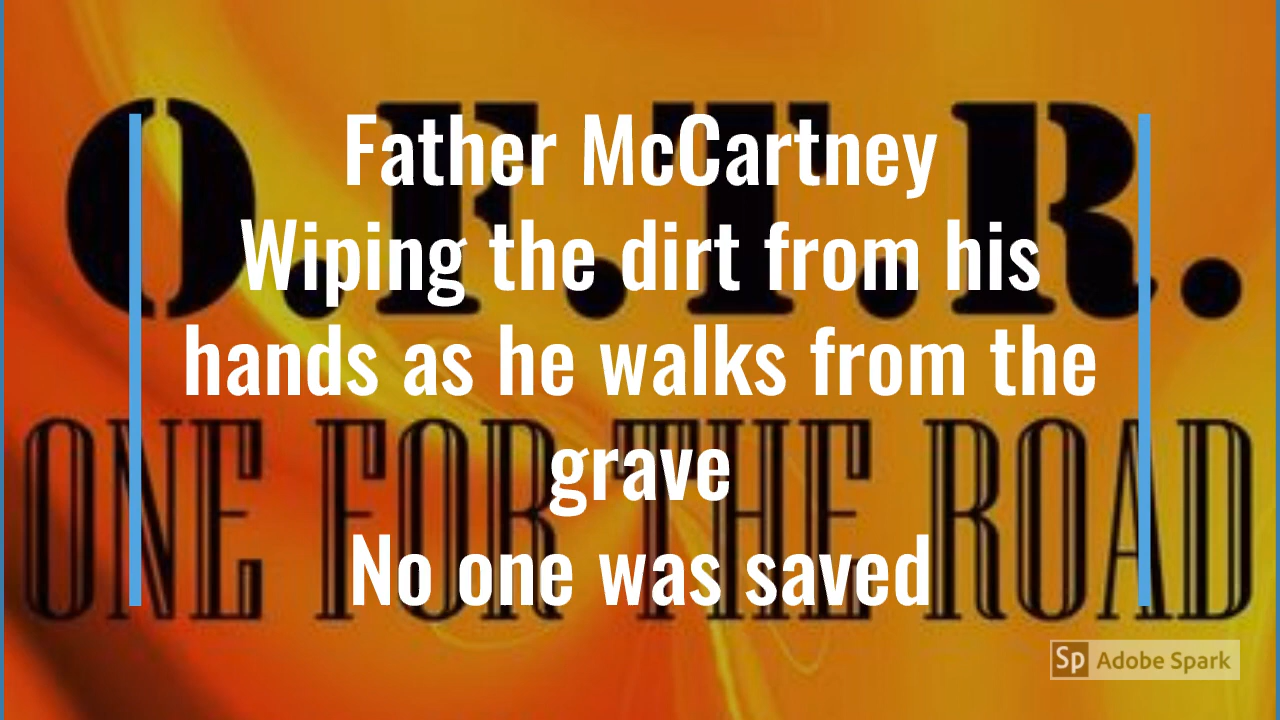 O.F.T.R.
Father McCartney
Wiping the dirt from his
hands as he walks from the
grave
ONE FOR THE ROAD
No one was saved
Sp Adobe Spark